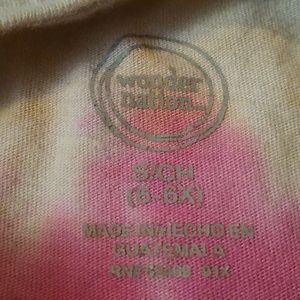 wonder
nation
S/CH
(6-6X)
MADE IN/HECHO EN
GUATEMALA